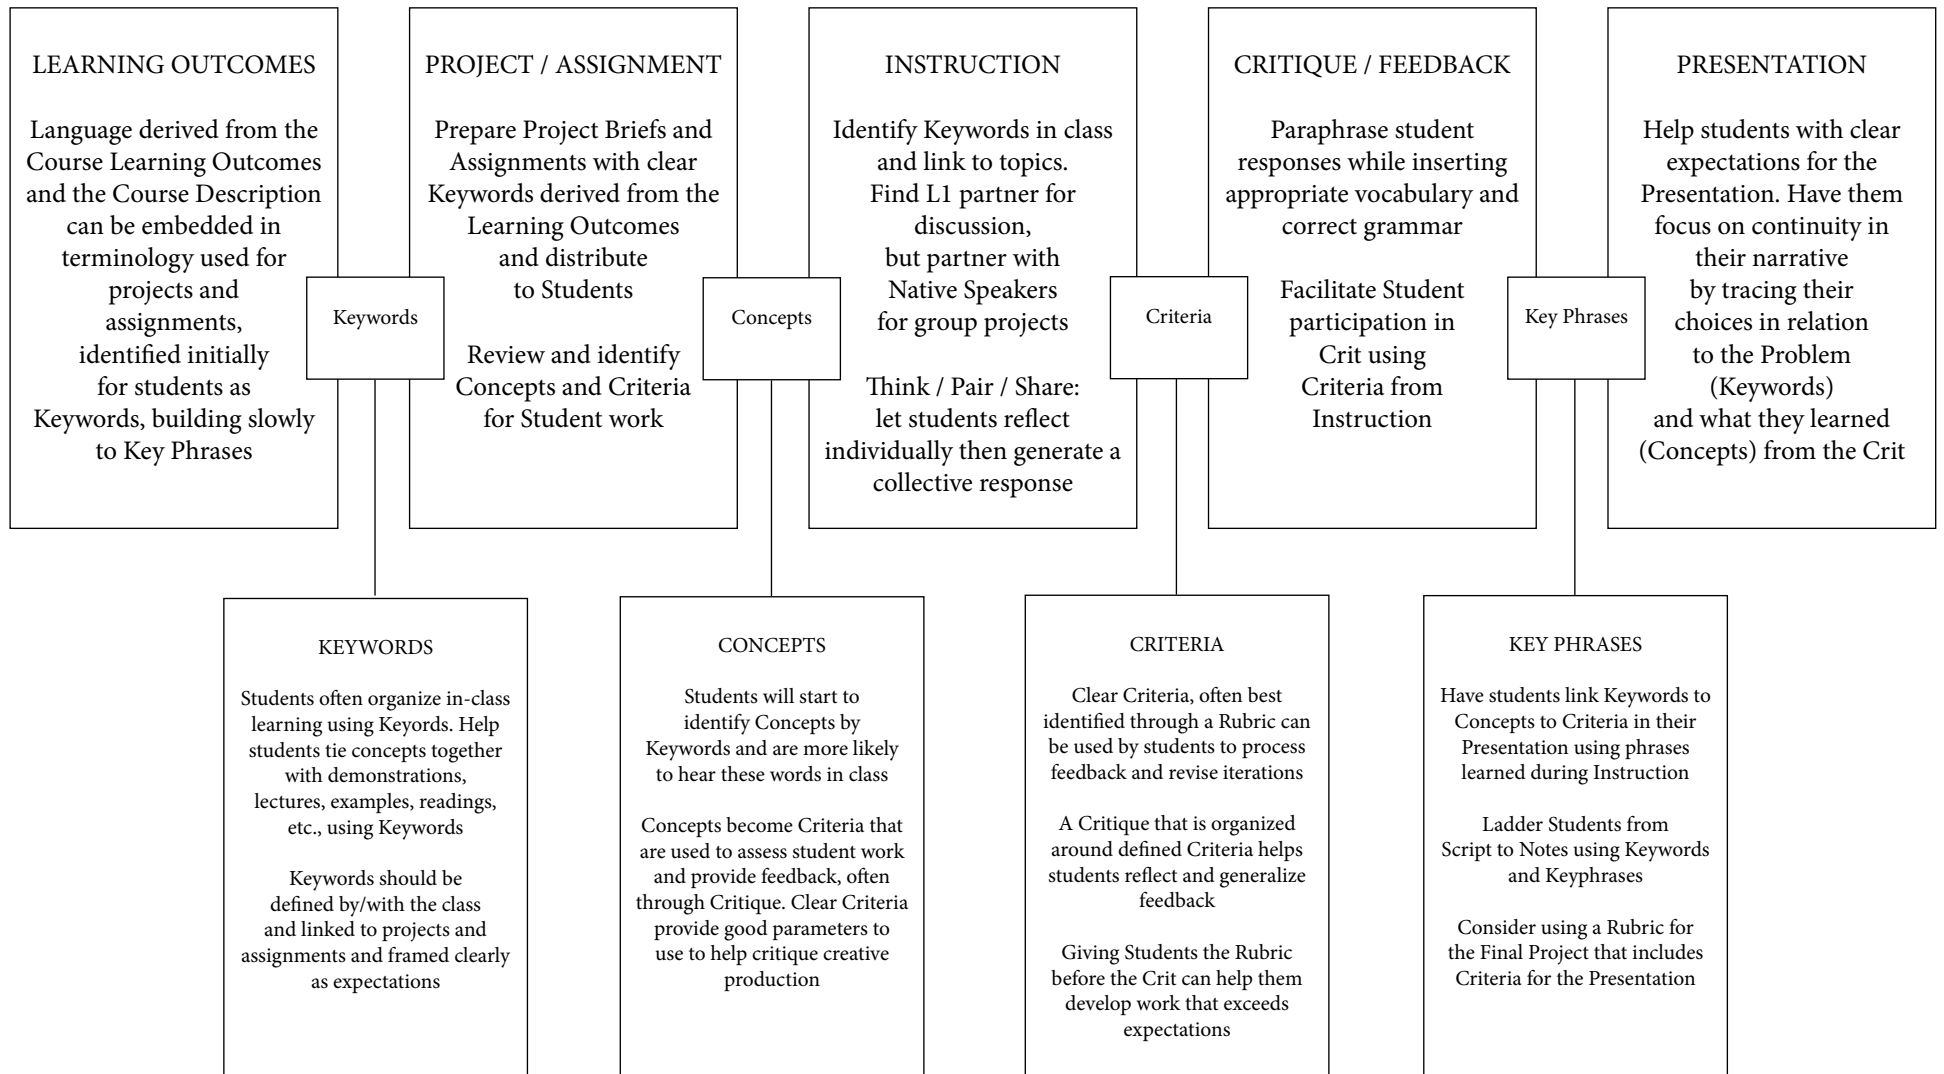 LEARNING OUTCOMES
Language derived from the
Course Learning Outcomes
and the Course Description
can be embedded in
terminology used for
projects and
assignments,
identified initially
for students as
Keywords, building slowly
to Key Phrases
Keywords
PROJECT / ASSIGNMENT
Prepare Project Briefs and
Assignments with clear
Keywords derived from the
Learning Outcomes
and distribute
to Students
Review and identify
Concepts and Criteria
for Student work
Concepts
INSTRUCTION
Identify Keywords in class
and link to topics.
Find L1 partner for
discussion,
but partner with
Native Speakers
for group projects
Think / Pair / Share:
let students reflect
individually then generate a
collective response
Criteria
CRITIQUE / FEEDBACK
Paraphrase student
responses while inserting
appropriate vocabulary and
correct grammar
Facilitate Student
participation in
Crit using
Criteria from
Instruction
Key Phrases
PRESENTATION
Help students with clear
expectations for the
Presentation. Have them
focus on continuity in
their narrative
by tracing their
choices in relation
to the Problem
(Keywords)
and what they learned
(Concepts) from the Crit
KEYWORDS
Students often organize in-class
learning using Keyords. Help
students tie concepts together
with demonstrations,
lectures, examples, readings,
etc., using Keywords
Keywords should be
defined by/with the class
and linked to projects and
assignments and framed clearly
as expectations
CONCEPTS
Students will start to
identify Concepts by
Keywords and are more likely
to hear these words in class
Concepts become Criteria that
are used to assess student work
and provide feedback, often
through Critique. Clear Criteria
provide good parameters to
use to help critique creative
production
CRITERIA
Clear Criteria, often best
identified through a Rubric can
be used by students to process
feedback and revise iterations
A Critique that is organized
around defined Criteria helps
students reflect and generalize
feedback
Giving Students the Rubric
before the Crit can help them
develop work that exceeds
expectations
KEY PHRASES
Have students link Keywords to
Concepts to Criteria in their
Presentation using phrases
learned during Instruction
Ladder Students from
Script to Notes using Keywords
and Keyphrases
Consider using a Rubric for
the Final Project that includes
Criteria for the Presentation